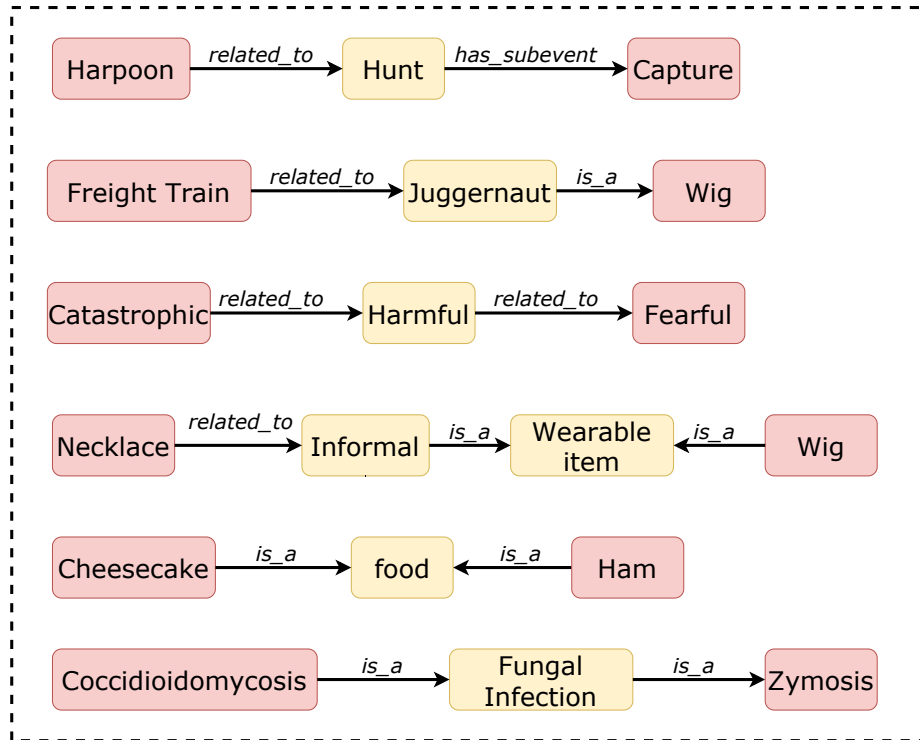 Harpoon related_to Hunt has_subevent Capture
Freight Train related_to Juggernaut is_a Wig
Catastrophic related_to Harmful related_to Fearful
Necklace related_to Informal is_a Wearable item is_a Wig
Cheesecake is_a food is_a Ham
Coccidioidomycosis is_a Fungal Infection is_a Zymosis